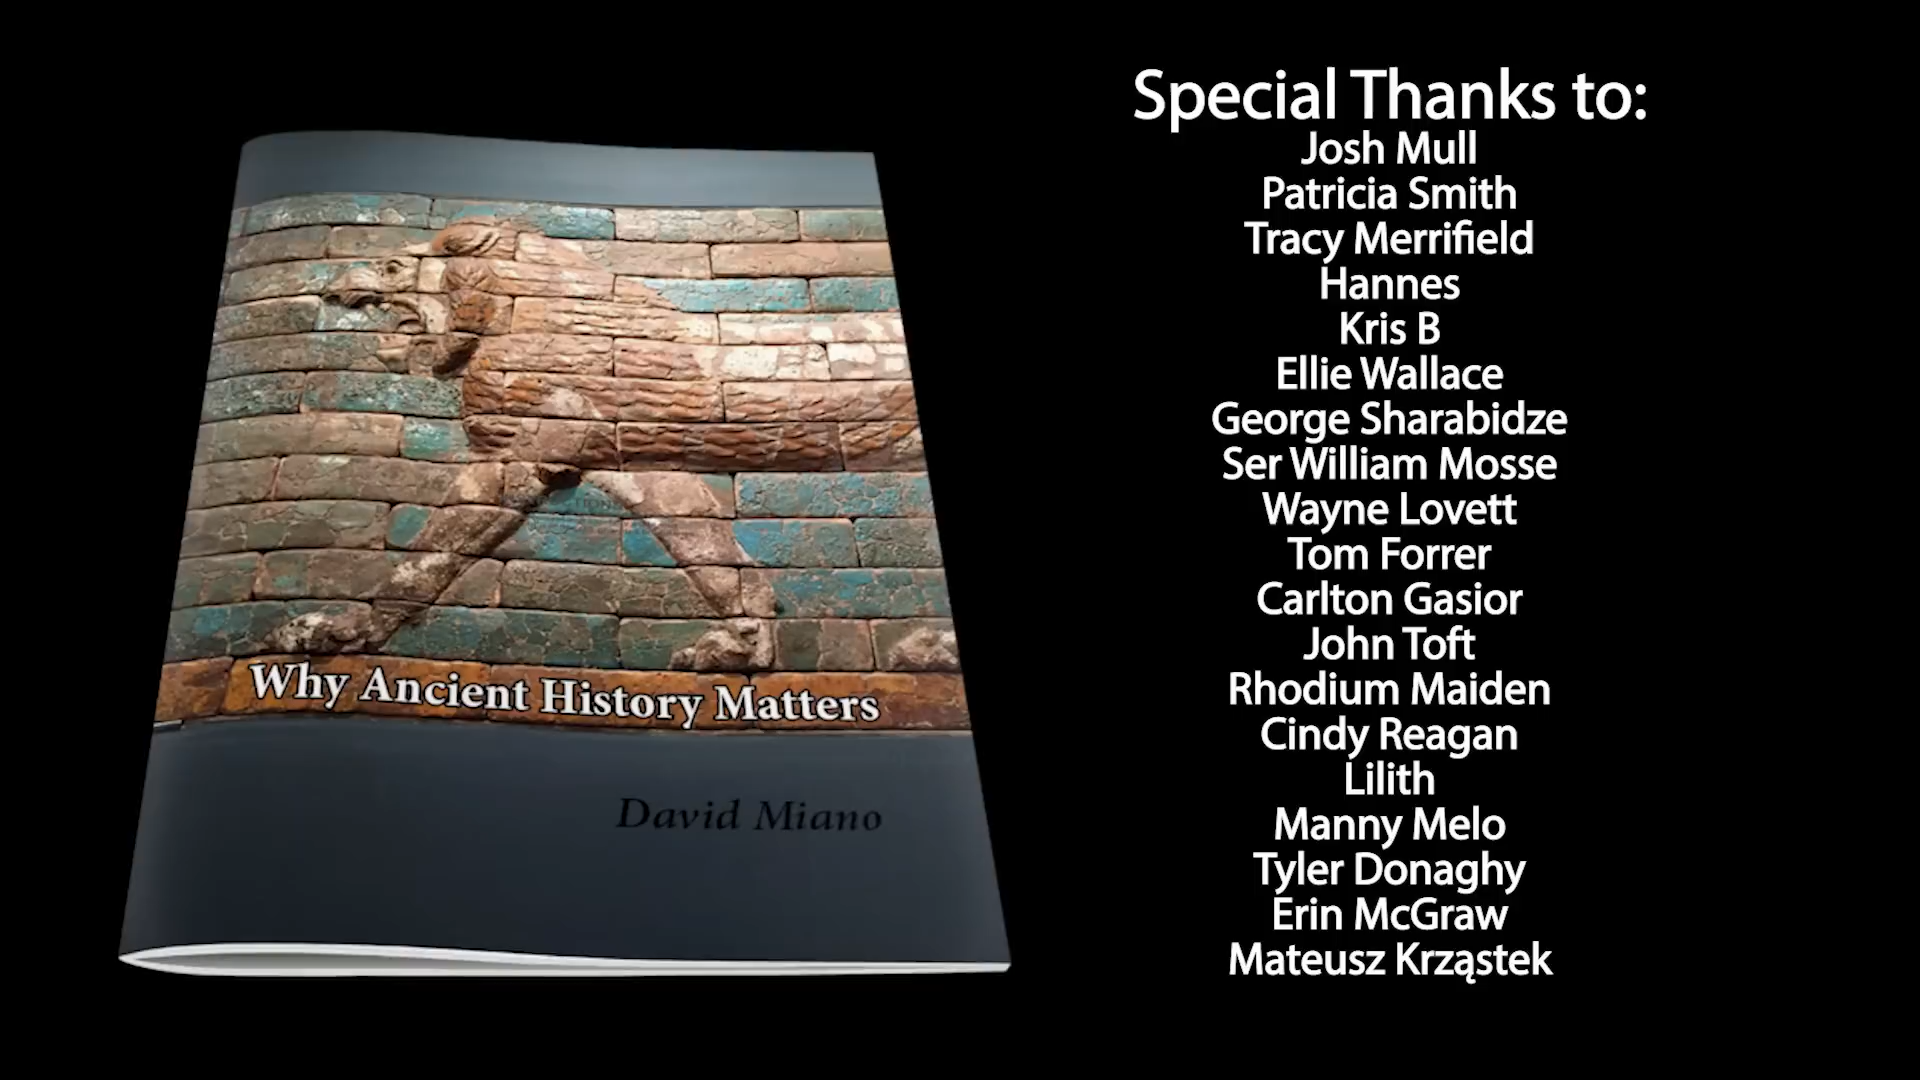 Why Ancient History Matters
David Miano
Special Thanks to:
Josh Mull
Patricia Smith
Tracy Merrifield
Hannes
Kris B
Ellie Wallace
George Sharabidze
Ser William Mosse
Wayne Lovett
Tom Forrer
Carlton Gasior
John Toft
Rhodium Maiden
Cindy Reagan
Lilith
Manny Melo
Tyler Donaghy
Erin McGraw
Mateusz Krząstek